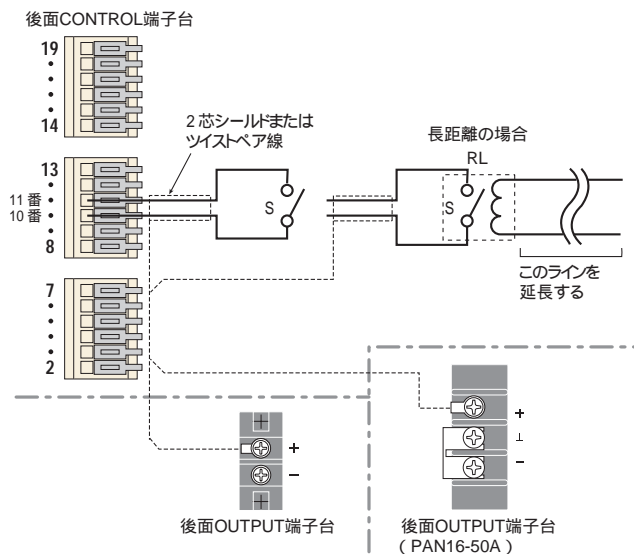 後面CONTROL端子台
19
14
2芯シールドまたは
ツイストペア線
長距離の場合
RL
13
11番
10番
8
S
S
このラインを
延長する
7
2
+
−
後面OUTPUT端子台
+
⊥
−
後面OUTPUT端子台
(PAN16-50A)